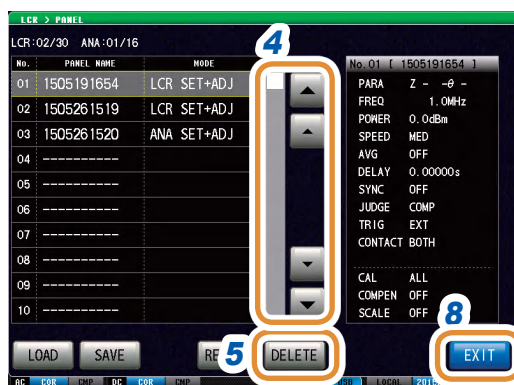 LCR > PANEL
LCR:02/30 ANA:01/16
4
No. PANEL NAME MODE
01 1505191654 LCR SET+ADJ
02 1505261519 LCR SET+ADJ
03 1505261520 ANA SET+ADJ
04 ----------
05 ----------
06 ----------
07 ----------
08 ----------
09 ----------
10 ----------
No.01 [ 1505191654 ]
PARA Z - -θ -
FREQ 1.0MHz
POWER 0.0dBm
SPEED MED
AVG OFF
DELAY 0.00000s
SYNC OFF
JUDGE COMP
TRIG EXT
CONTACT BOTH
CAL ALL
COMPEN OFF
SCALE OFF
8
LOAD SAVE RE 5 DELETE EXIT
AC COR CMP DC COR CMP LOCAL